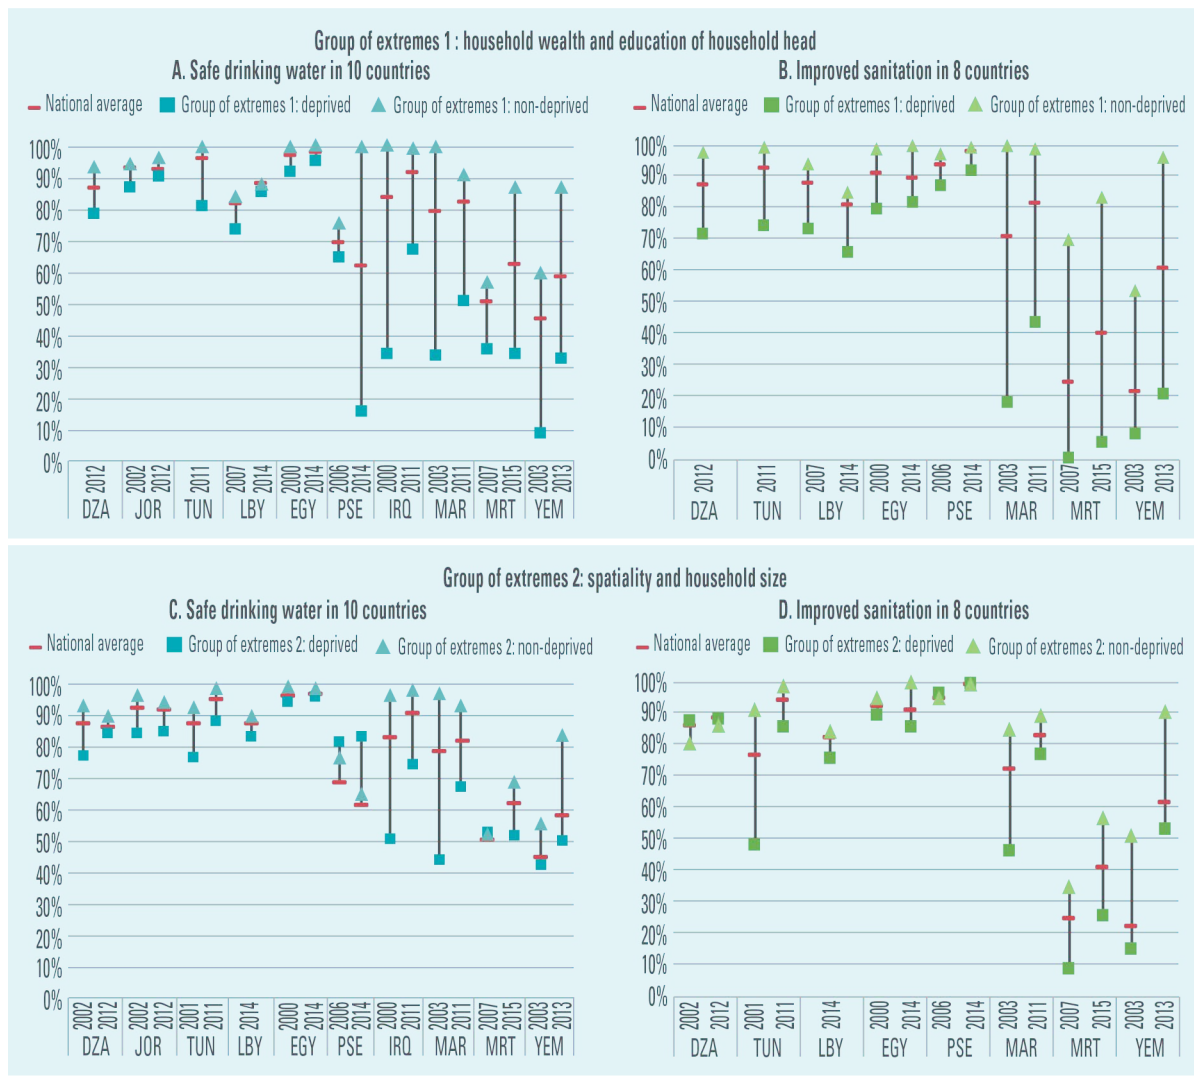 Group of extremes 1 : household wealth and education of household head
A. Safe drinking water in 10 countries
National average Group of extremes 1: deprived Group of extremes 1: non-deprived
100%
90%
80%
70%
60%
50%
40%
30%
20%
10%
0%
2012 2002 2012 2011 2007 2014 2000 2014 2006 2014 2000 2011 2003 2011 2007 2015 2003 2013
DZA JOR TUN LBY EGY PSE IRQ MAR MRT YEM
B. Improved sanitation in 8 countries
National average Group of extremes 1: deprived Group of extremes 1: non-deprived
100%
90%
80%
70%
60%
50%
40%
30%
20%
10%
0%
2012 2011 2007 2014 2000 2014 2006 2014 2003 2011 2007 2015 2003 2013
DZA TUN LBY EGY PSE MAR MRT YEM
Group of extremes 2: spatiality and household size
C. Safe drinking water in 10 countries
National average Group of extremes 2: deprived Group of extremes 2: non-deprived
100%
90%
80%
70%
60%
50%
40%
30%
20%
10%
0%
2002 2012 2002 2012 2001 2011 2014 2000 2014 2006 2014 2000 2011 2003 2011 2007 2015 2003 2013
DZA JOR TUN LBY EGY PSE IRQ MAR MRT YEM
D. Improved sanitation in 8 countries
National average Group of extremes 2: deprived Group of extremes 2: non-deprived
100%
90%
80%
70%
60%
50%
40%
30%
20%
10%
0%
2002 2012 2001 2011 2014 2000 2014 2006 2014 2003 2011 2007 2015 2003 2013
DZA TUN LBY EGY PSE MAR MRT YEM